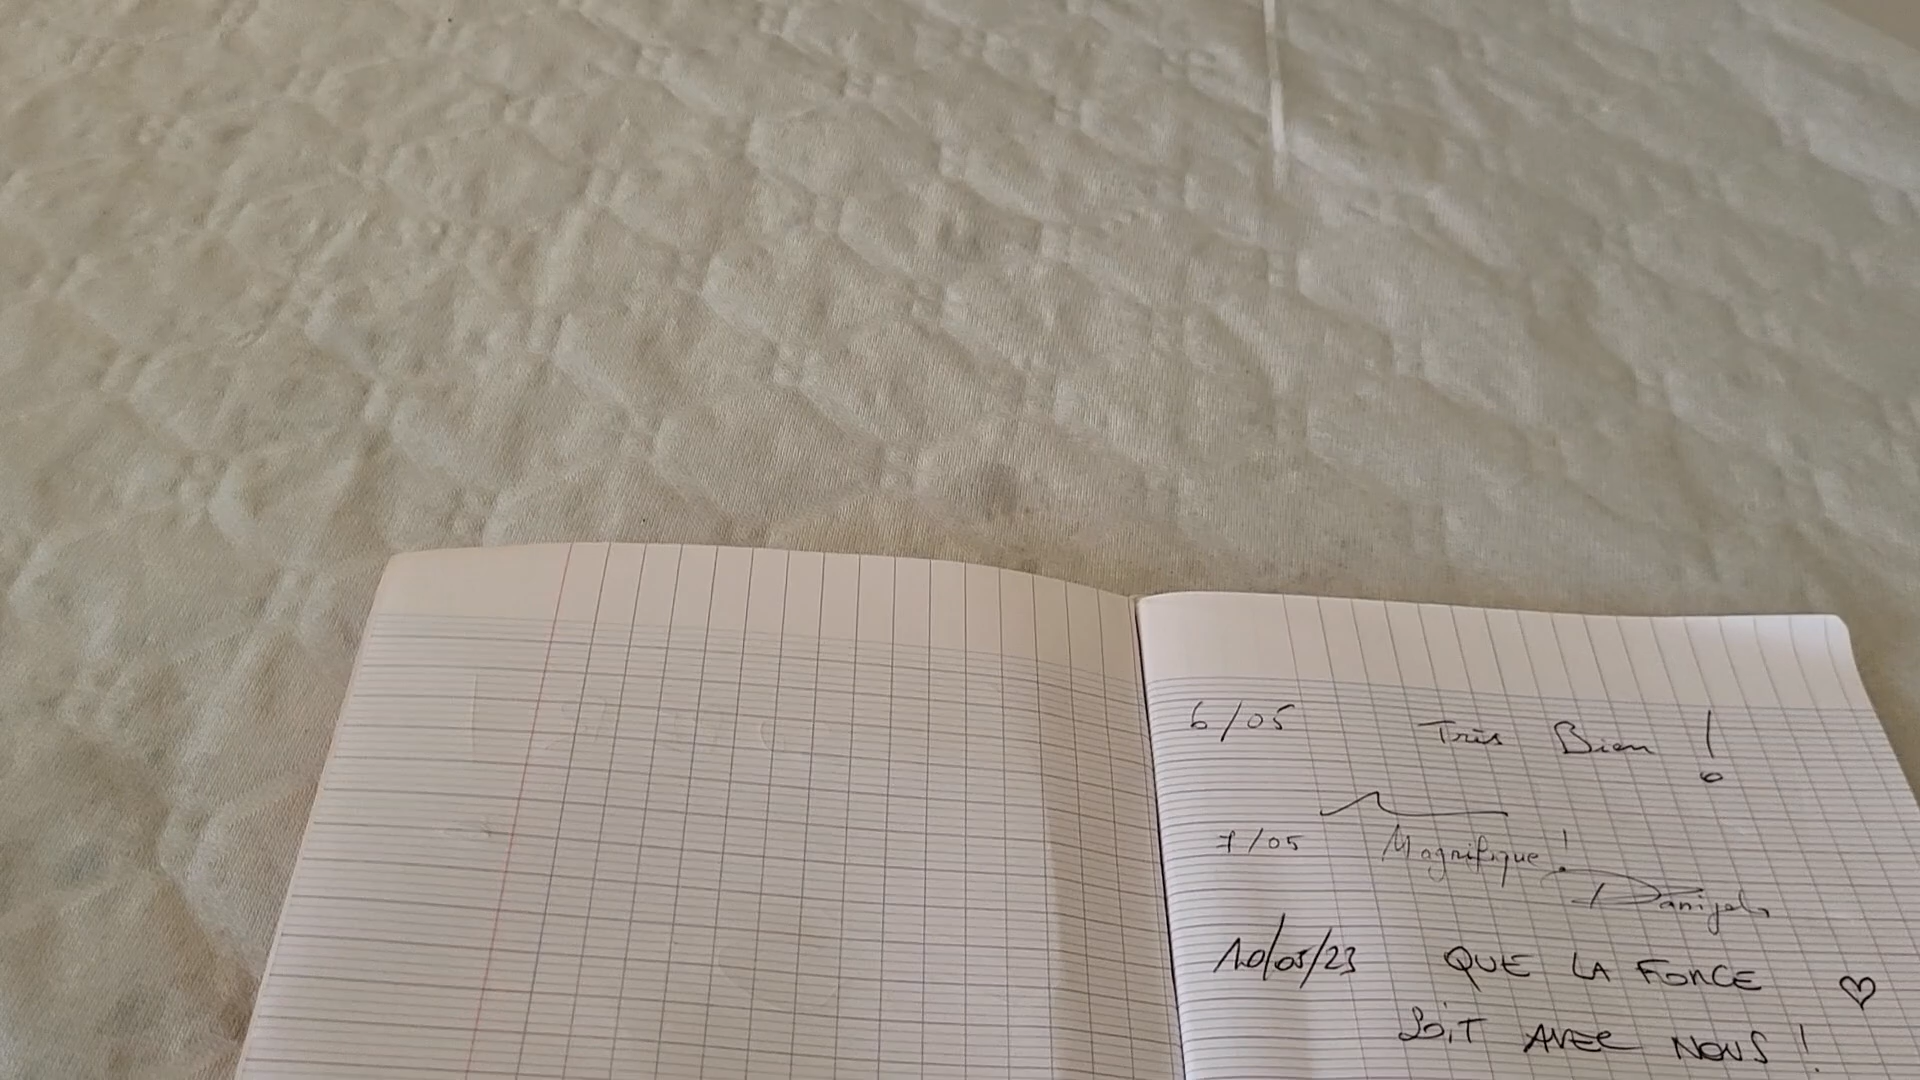 6/05 Très Bien !
7/05 Magnifique !
10/05/23 QUE LA FORCE ♡
SOIT AVEC NOUS !